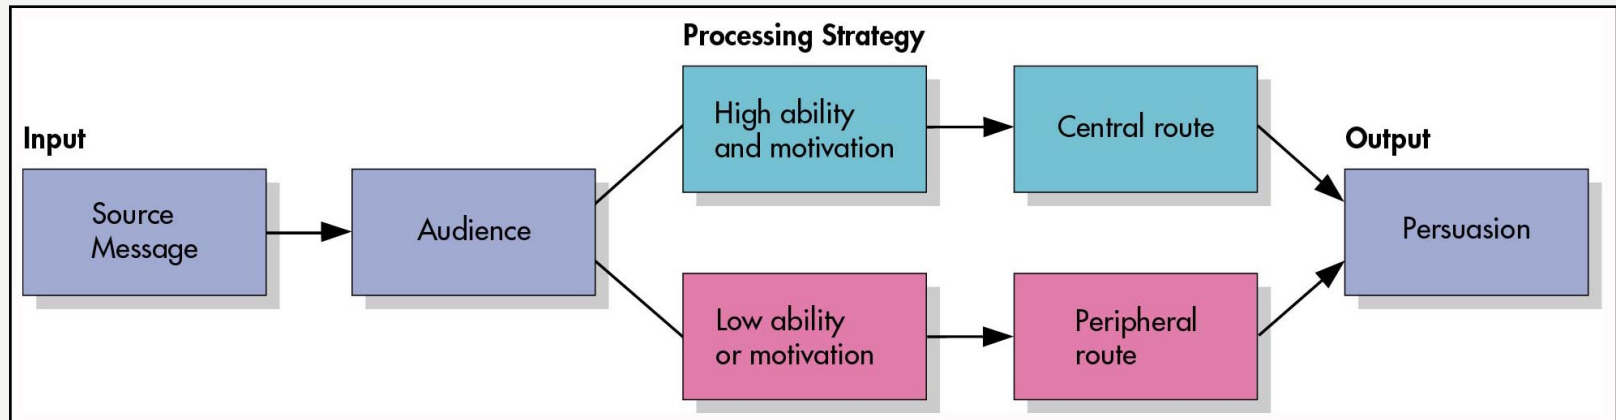 Input
Source
Message
Audience
Processing Strategy
High ability
and motivation
Central route
Low ability
or motivation
Peripheral
route
Output
Persuasion